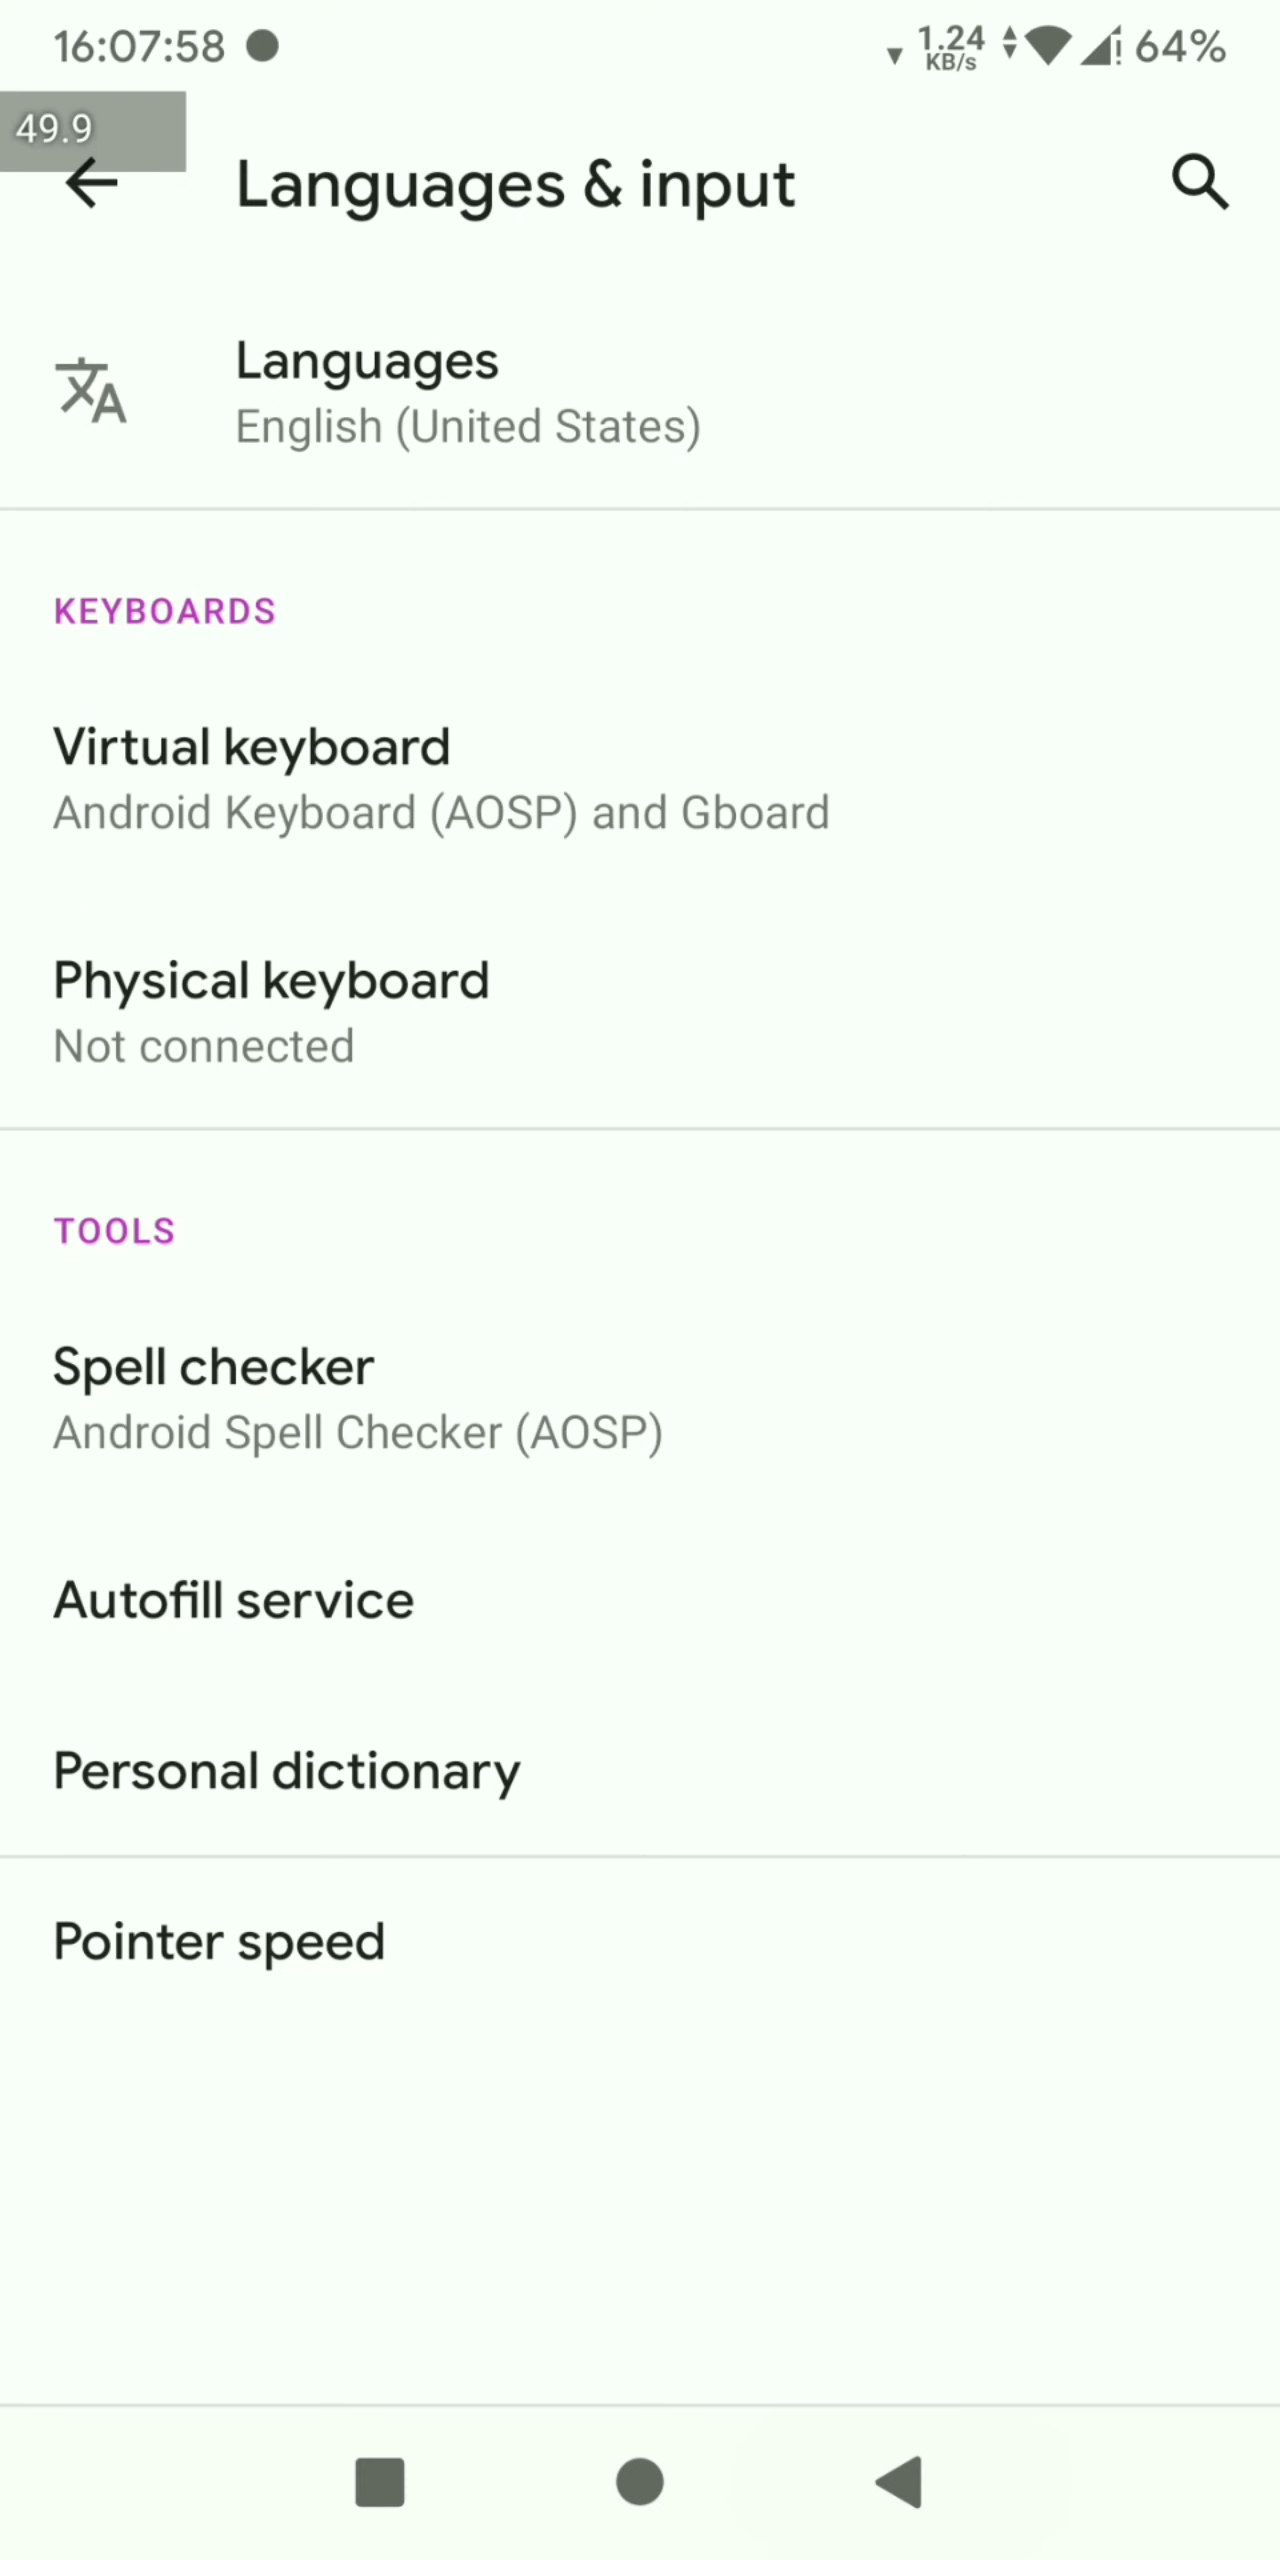 16:07:58
1.24
KB/s
64%
49.9
Languages & input
Languages
English (United States)
KEYBOARDS
Virtual keyboard
Android Keyboard (AOSP) and Gboard
Physical keyboard
Not connected
TOOLS
Spell checker
Android Spell Checker (AOSP)
Autofill service
Personal dictionary
Pointer speed